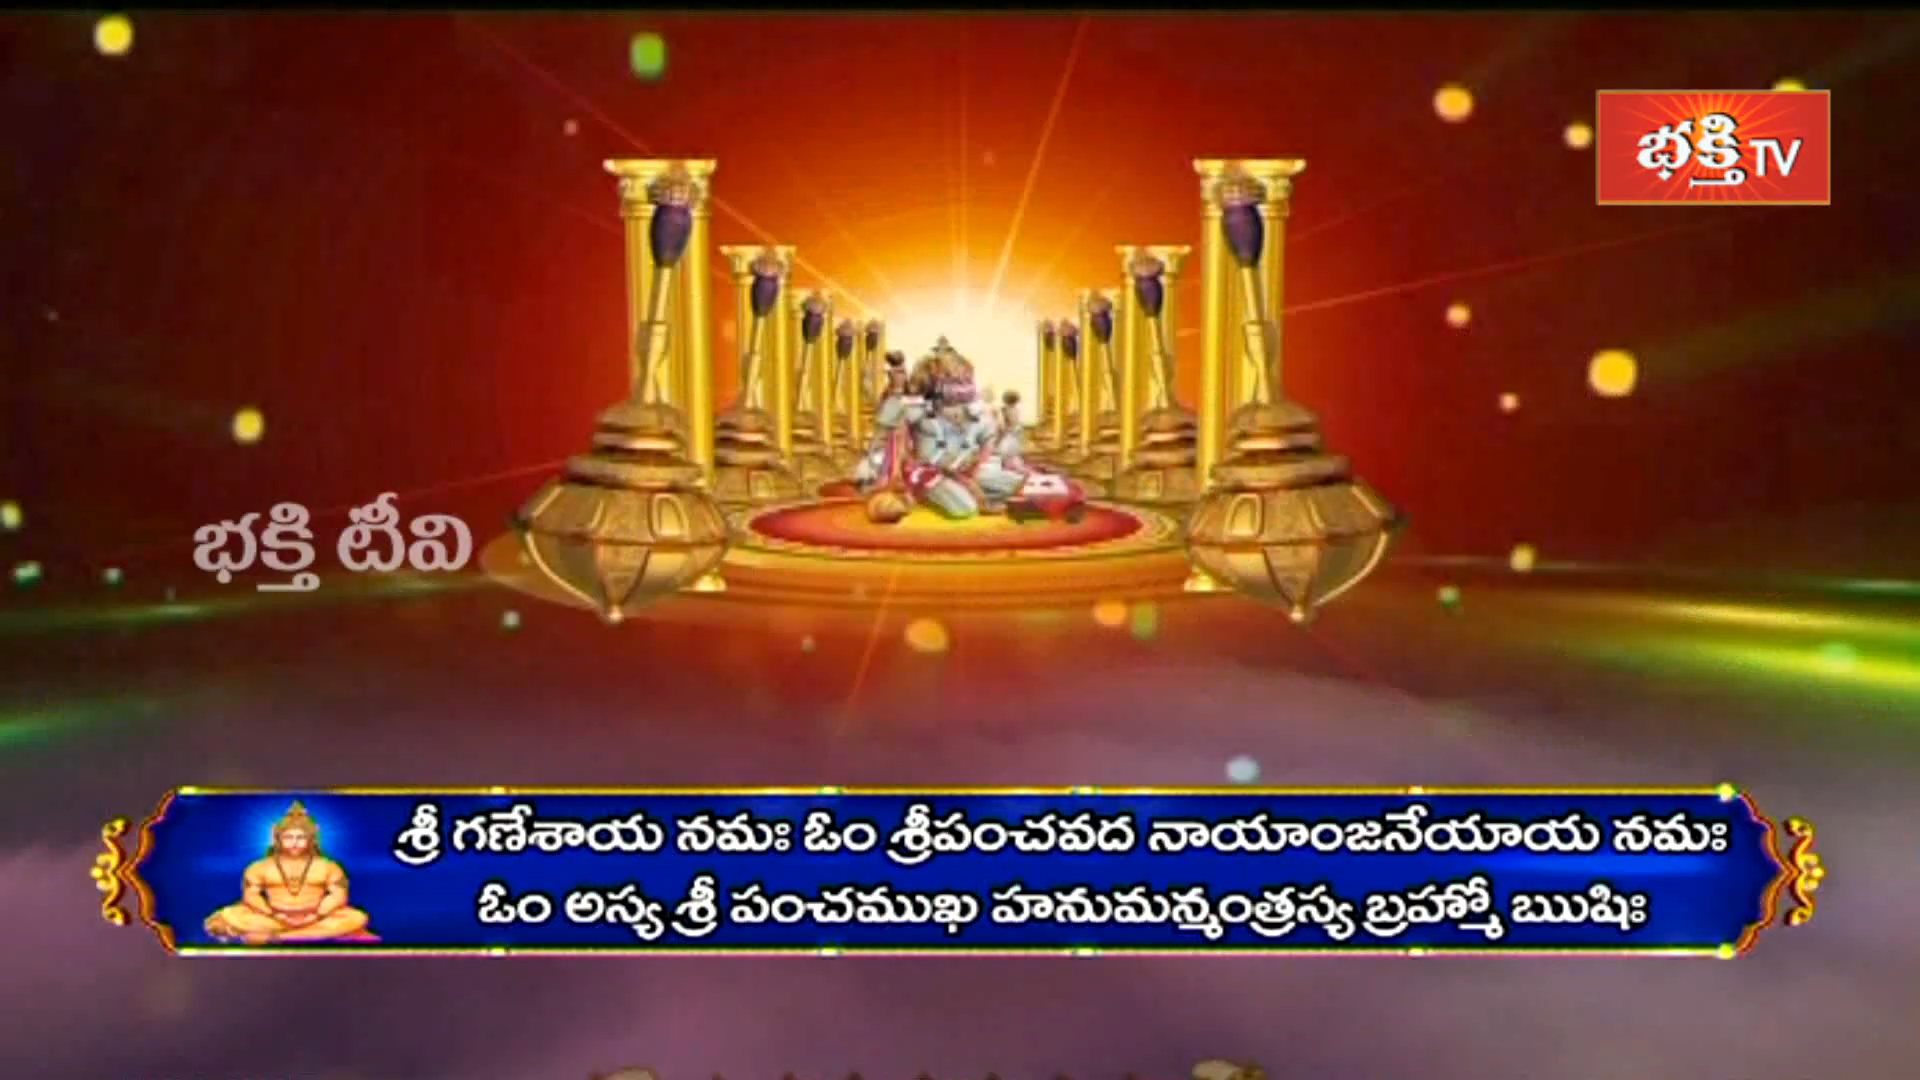 భక్తి TV
భక్తి టీవి
శ్రీ గణేశాయ నమః ఓం శ్రీపంచవద నాయాంజనేయాయ నమః
ఓం అస్య శ్రీ పంచముఖ హనుమన్మంత్రస్య బ్రహ్మో ఋషిః